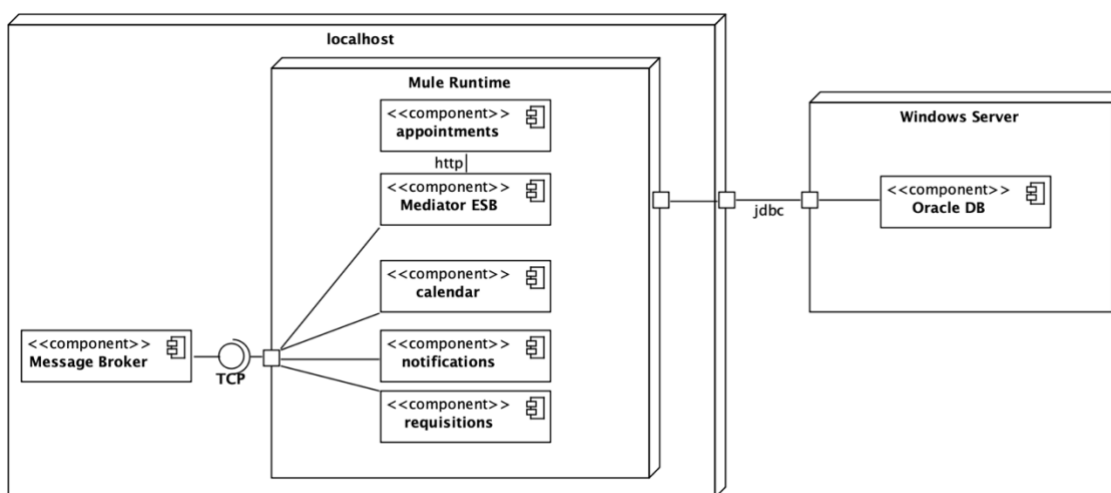 localhost
Mule Runtime
<<component>>
appointments
http
<<component>>
Mediator ESB
<<component>>
calendar
<<component>>
notifications
<<component>>
requisitions
<<component>>
Message Broker
TCP
jdbc
Windows Server
<<component>>
Oracle DB